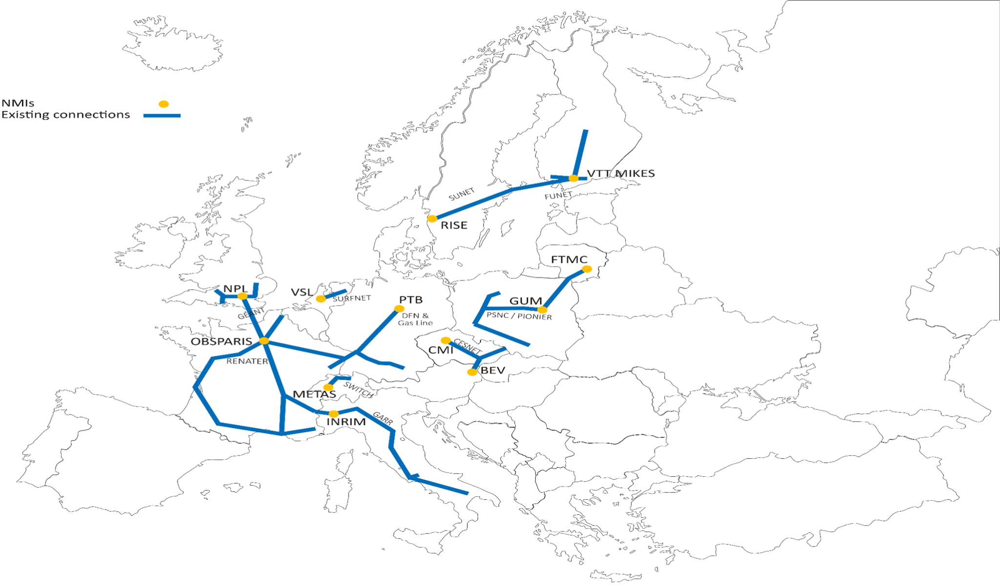 NMIs
Existing connections
VTT MIKES
SUNET
FUNET
RISE
FTMC
NPL
VSL
SURFNET
PTB
GUM
GÉANT
DFN &
Gas Line
PSNC / PIONIER
OBSPARIS
CESNET
CMI
RENATER
BEV
SWITCH
METAS
GARR
INRIM